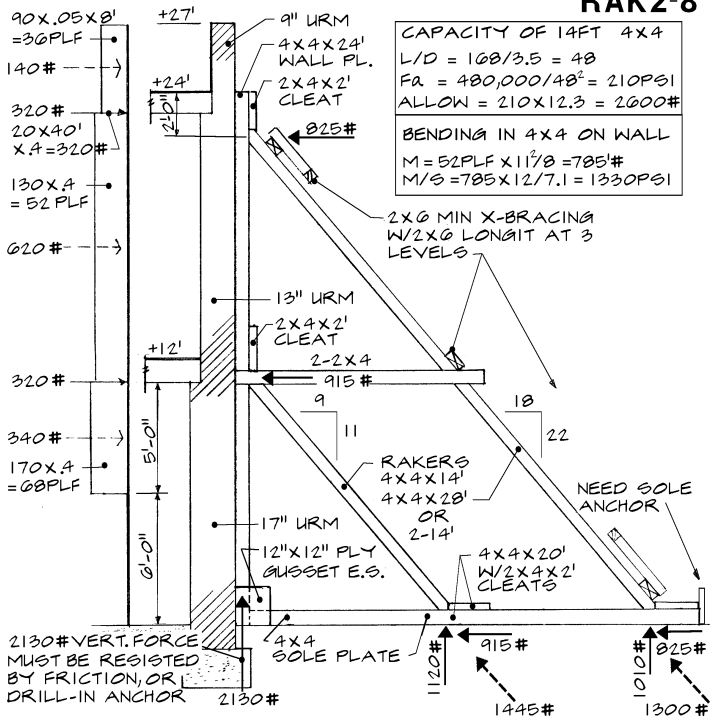 RAK2-8
90X.05X8'
=36PLF
140#
320#
20X40'
X.4=320#
130X.4
= 52 PLF
620#
320#
340#
170X.4
=68PLF
+27'
+24'
2'-0"
+12'
5'-0"
6'-0"
9" URM
4X4X24'
WALL PL.
2X4X2'
CLEAT
825#
CAPACITY OF 14FT 4X4
L/D = 168/3.5 = 48
Fa = 480,000/48² = 210PSI
ALLOW = 210X12.3 = 2600#
BENDING IN 4X4 ON WALL
M = 52PLF X11²/8 =785'#
M/S =785X12/7.1 = 1330PSI
2X6 MIN X-BRACING
W/2X6 LONGIT AT 3
LEVELS
13" URM
2X4X2'
CLEAT
2-2X4
915#
9
11
18
22
RAKERS
4X4X14'
4X4X28'
OR
2-14'
NEED SOLE
ANCHOR
17" URM
12"X12" PLY
GUSSET E.S.
4X4X20'
W/2X4X2'
CLEATS
4X4
SOLE PLATE
2130#VERT. FORCE
MUST BE RESISTED
BY FRICTION, OR
DRILL-IN ANCHOR
2130#
1120#
915#
1445#
1010#
825#
1300#